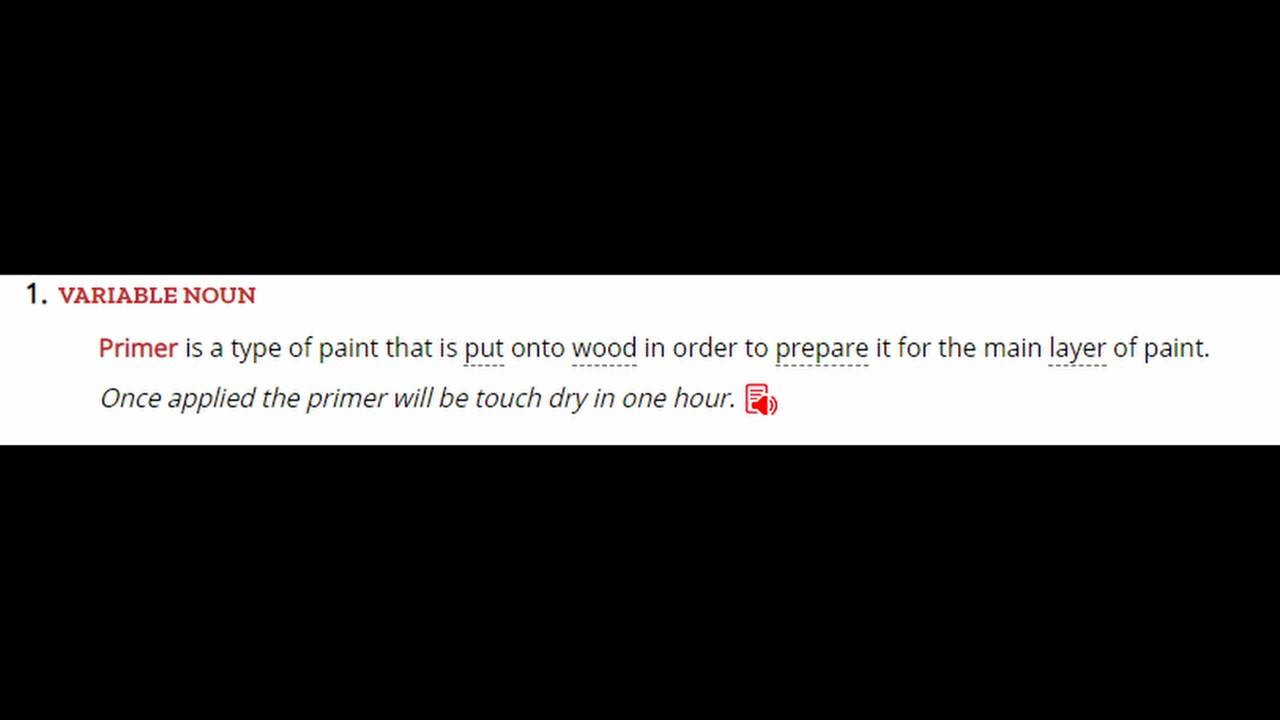 1. VARIABLE NOUN
Primer is a type of paint that is put onto wood in order to prepare it for the main layer of paint.
Once applied the primer will be touch dry in one hour.